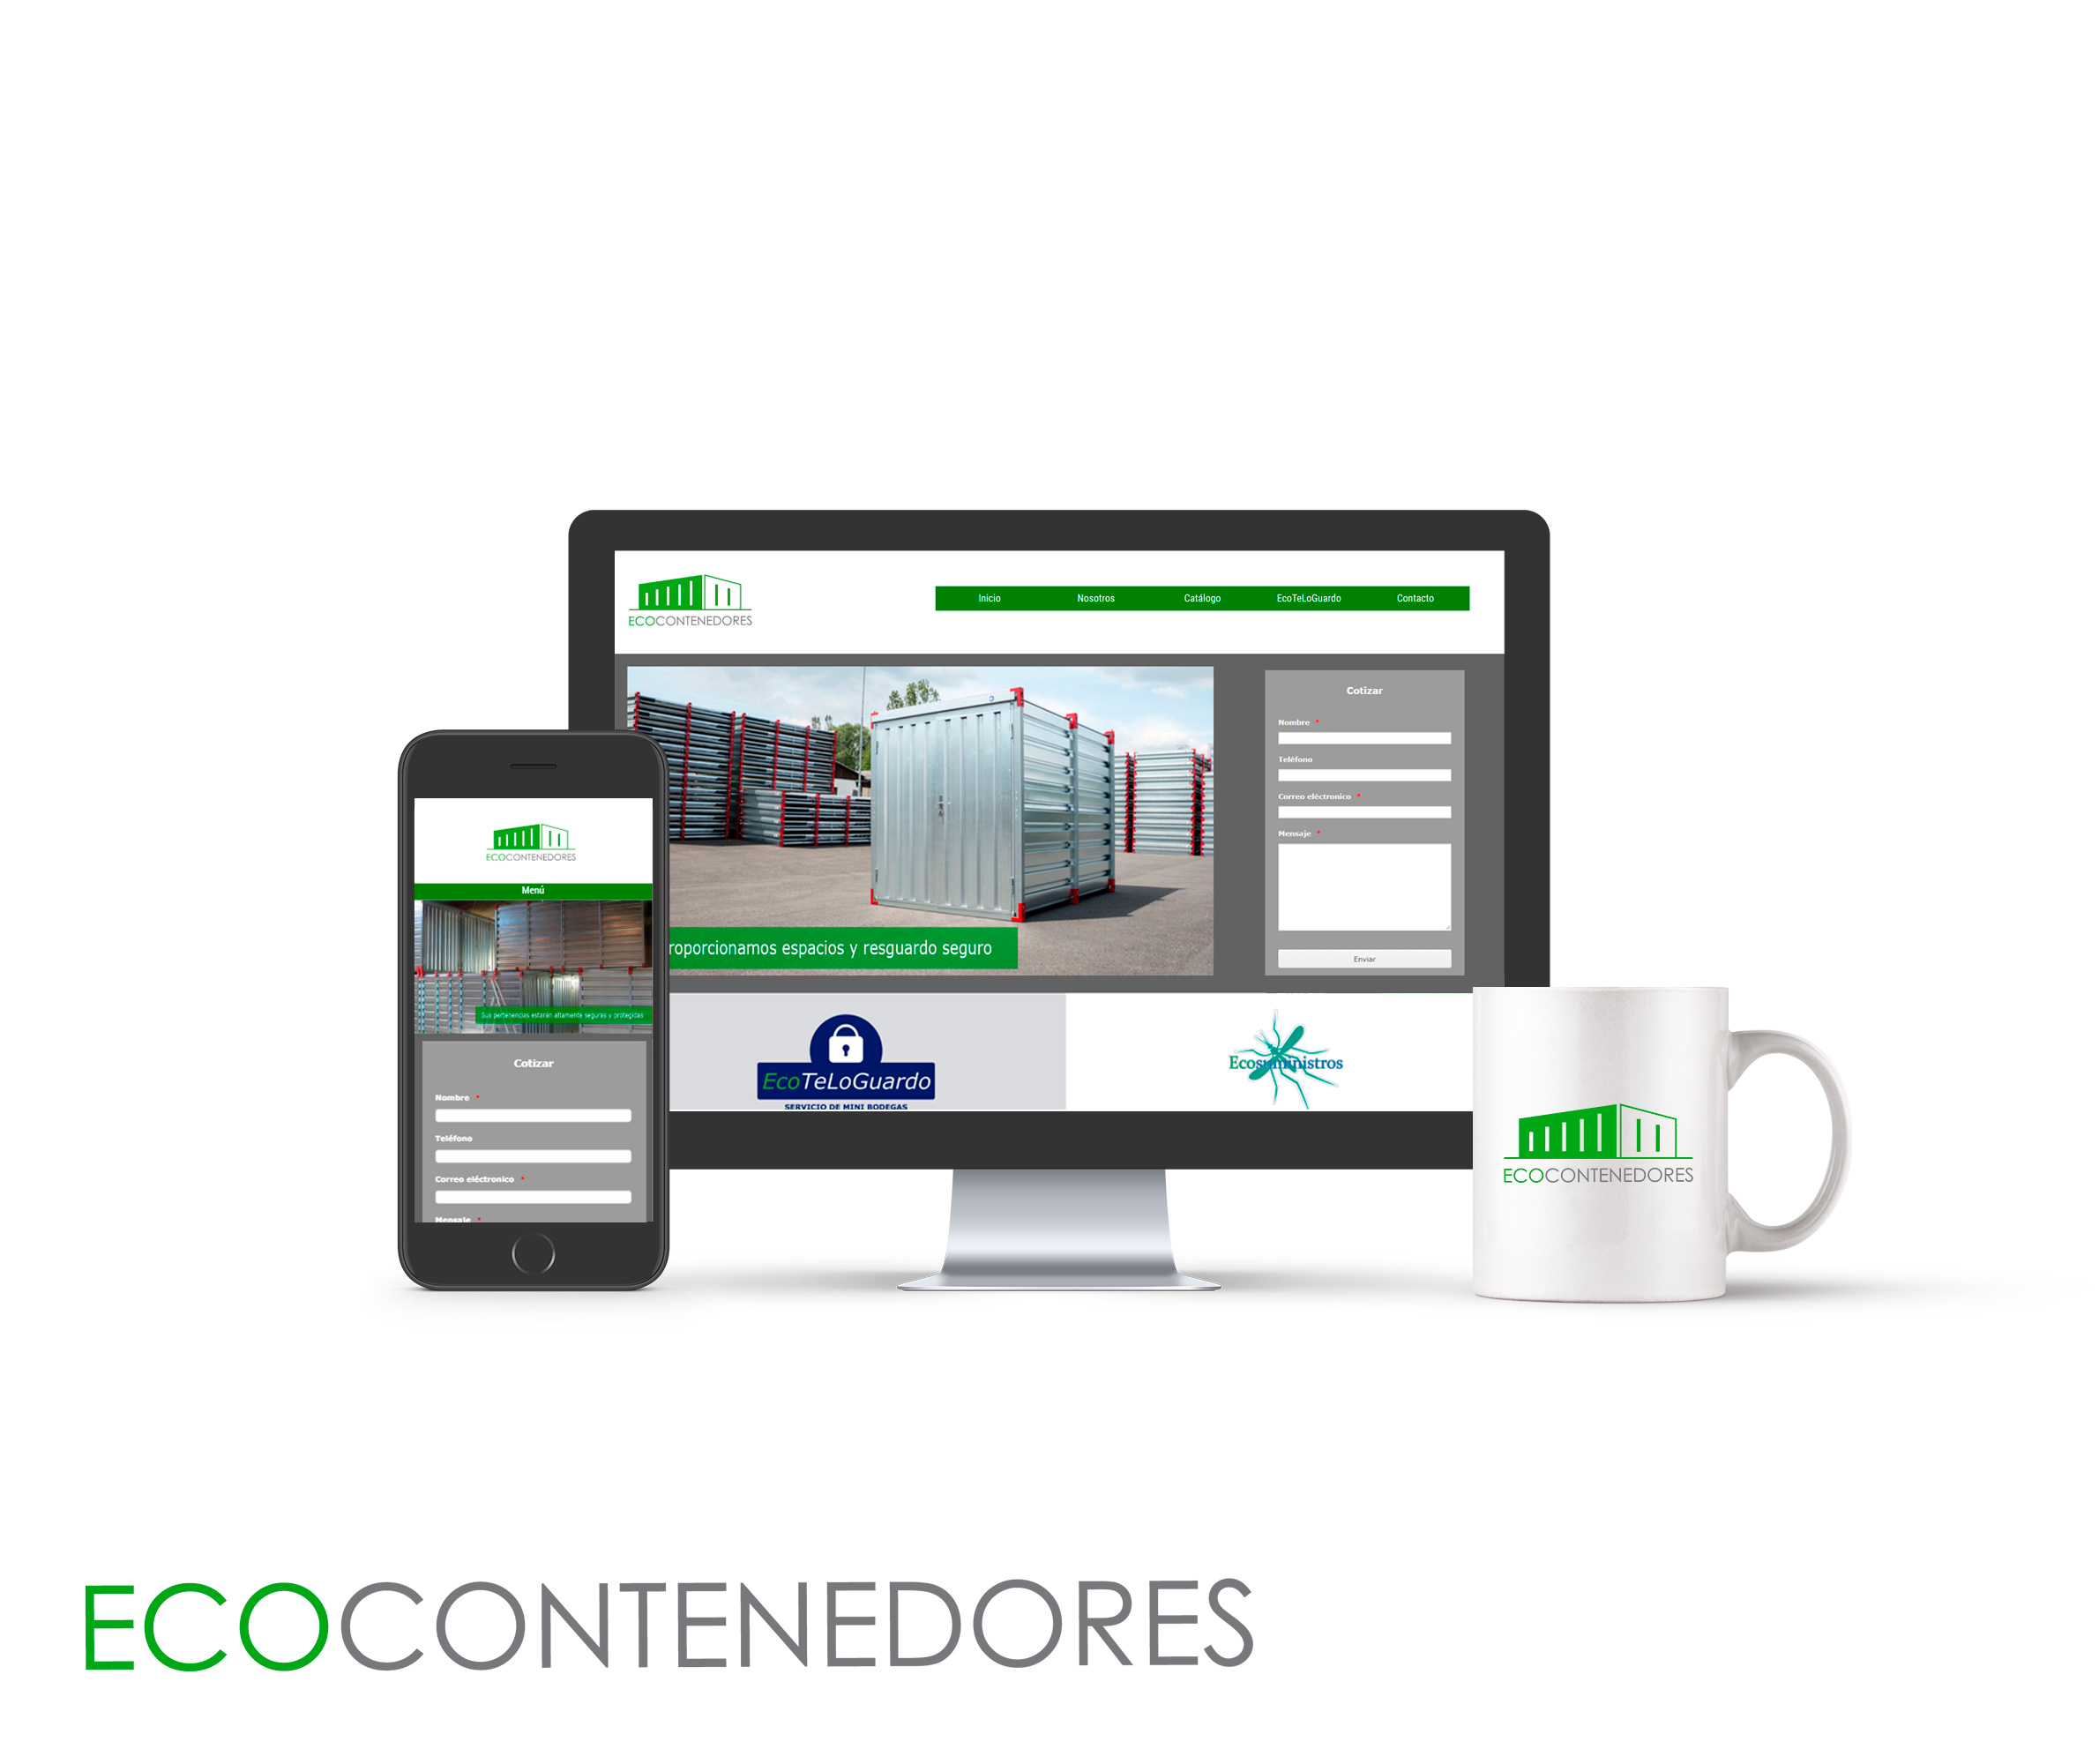 ECOCONTENEDORES
Inicio Nosotros Catálogo EcoTeLoGuardo Contacto
roporcionamos espacios y resguardo seguro
Cotizar
Nombre *
Teléfono
Correo eléctronico *
Mensaje *
Enviar
EcoTeLoGuardo
SERVICIO DE MINI BODEGAS
Ecosuministros
ECOCONTENEDORES
Menú
Sus pertenencias estarán altamente seguras y protegidas
Cotizar
Nombre *
Teléfono
Correo eléctronico *
Mensaje *
ECOCONTENEDORES
ECOCONTENEDORES